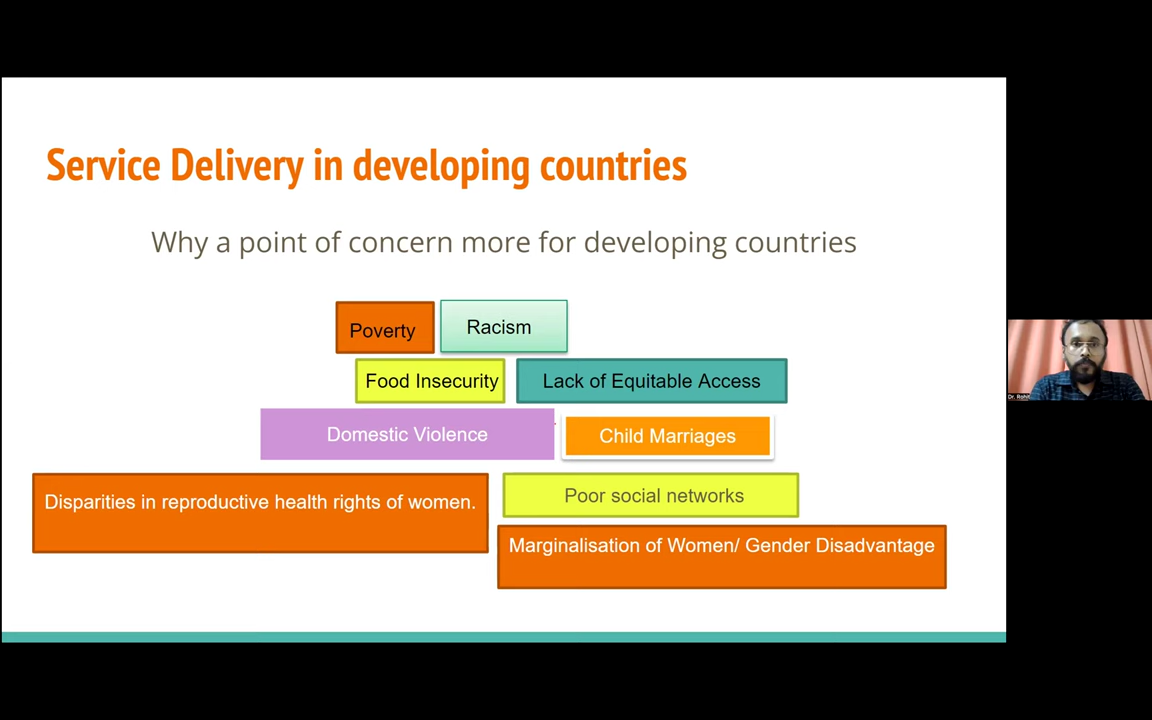 Service Delivery in developing countries
Why a point of concern more for developing countries
Poverty
Racism
Food Insecurity
Lack of Equitable Access
Domestic Violence
Child Marriages
Disparities in reproductive health rights of women.
Poor social networks
Marginalisation of Women/ Gender Disadvantage
Dr. Rohit